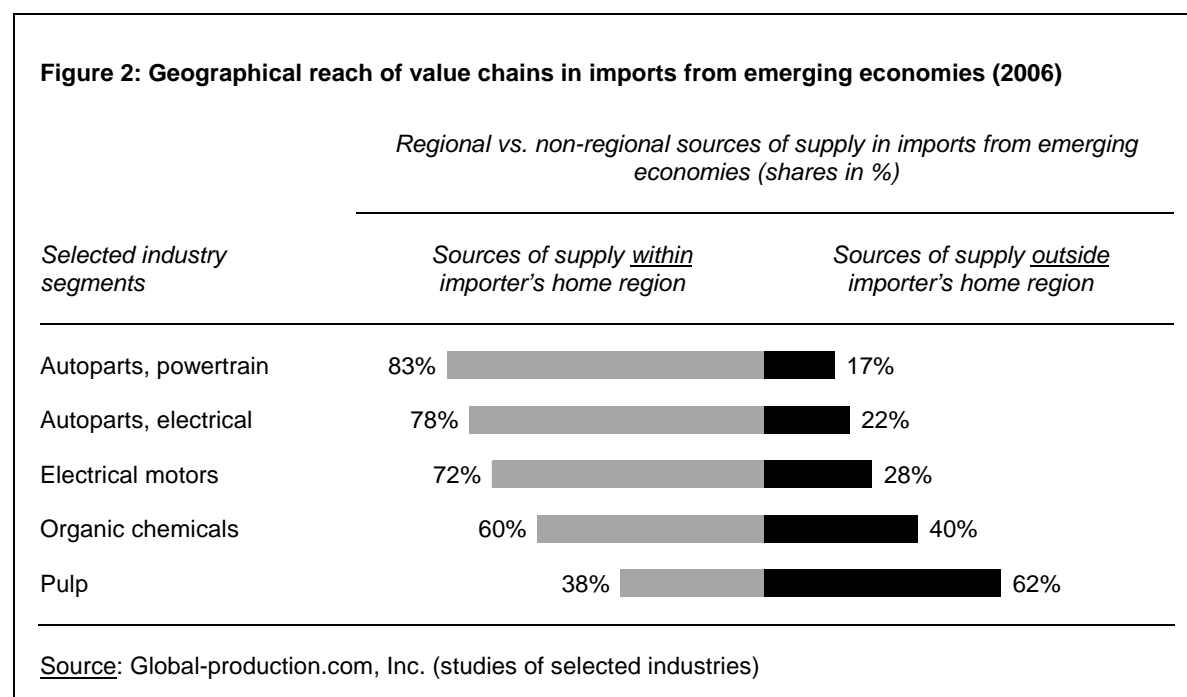 Figure 2: Geographical reach of value chains in imports from emerging economies (2006)
Regional vs. non-regional sources of supply in imports from emerging
economies (shares in %)
Selected industry
segments
Sources of supply within
importer's home region
Sources of supply outside
importer's home region
Autoparts, powertrain 83% 17%
Autoparts, electrical 78% 22%
Electrical motors 72% 28%
Organic chemicals 60% 40%
Pulp 38% 62%
Source: Global-production.com, Inc. (studies of selected industries)